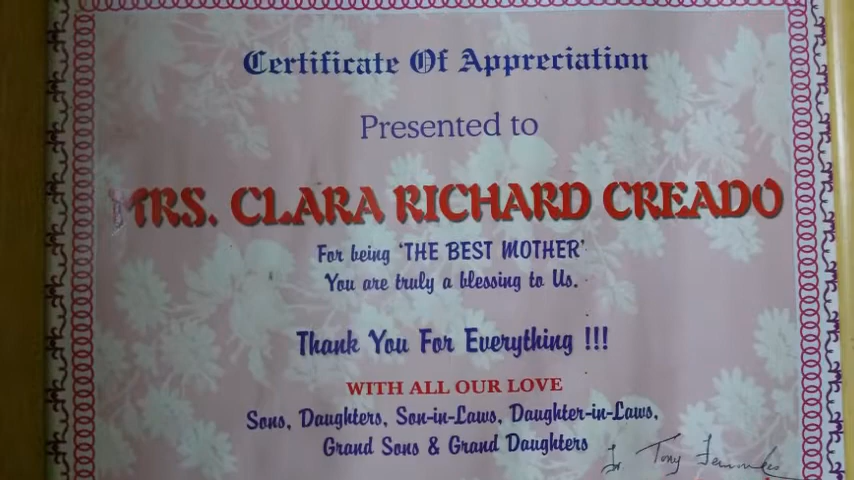 Certificate Of Appreciation
Presented to
MRS. CLARA RICHARD CREADO
For being 'THE BEST MOTHER'
You are truly a blessing to Us.
Thank You For Everything !!!
WITH ALL OUR LOVE
Sons, Daughters, Son-in-Laws, Daughter-in-Laws,
Grand Sons & Grand Daughters
Tony